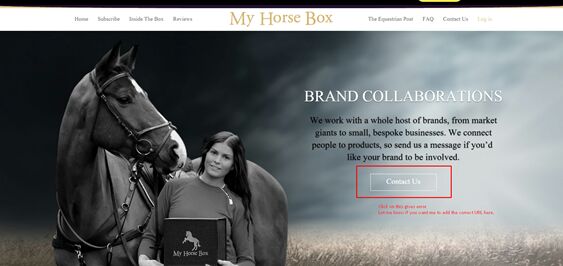 Home Subscribe Inside The Box Reviews My Horse Box The Equestrian Post FAQ Contact Us Log in
BRAND COLLABORATIONS
We work with a whole host of brands, from market
giants to small, bespoke businesses. We connect
people to products, so send us a message if you'd
like your brand to be involved.
Contact Us
Click on this gives error
Let me know if you want me to add the correct URL here.
My Horse Box